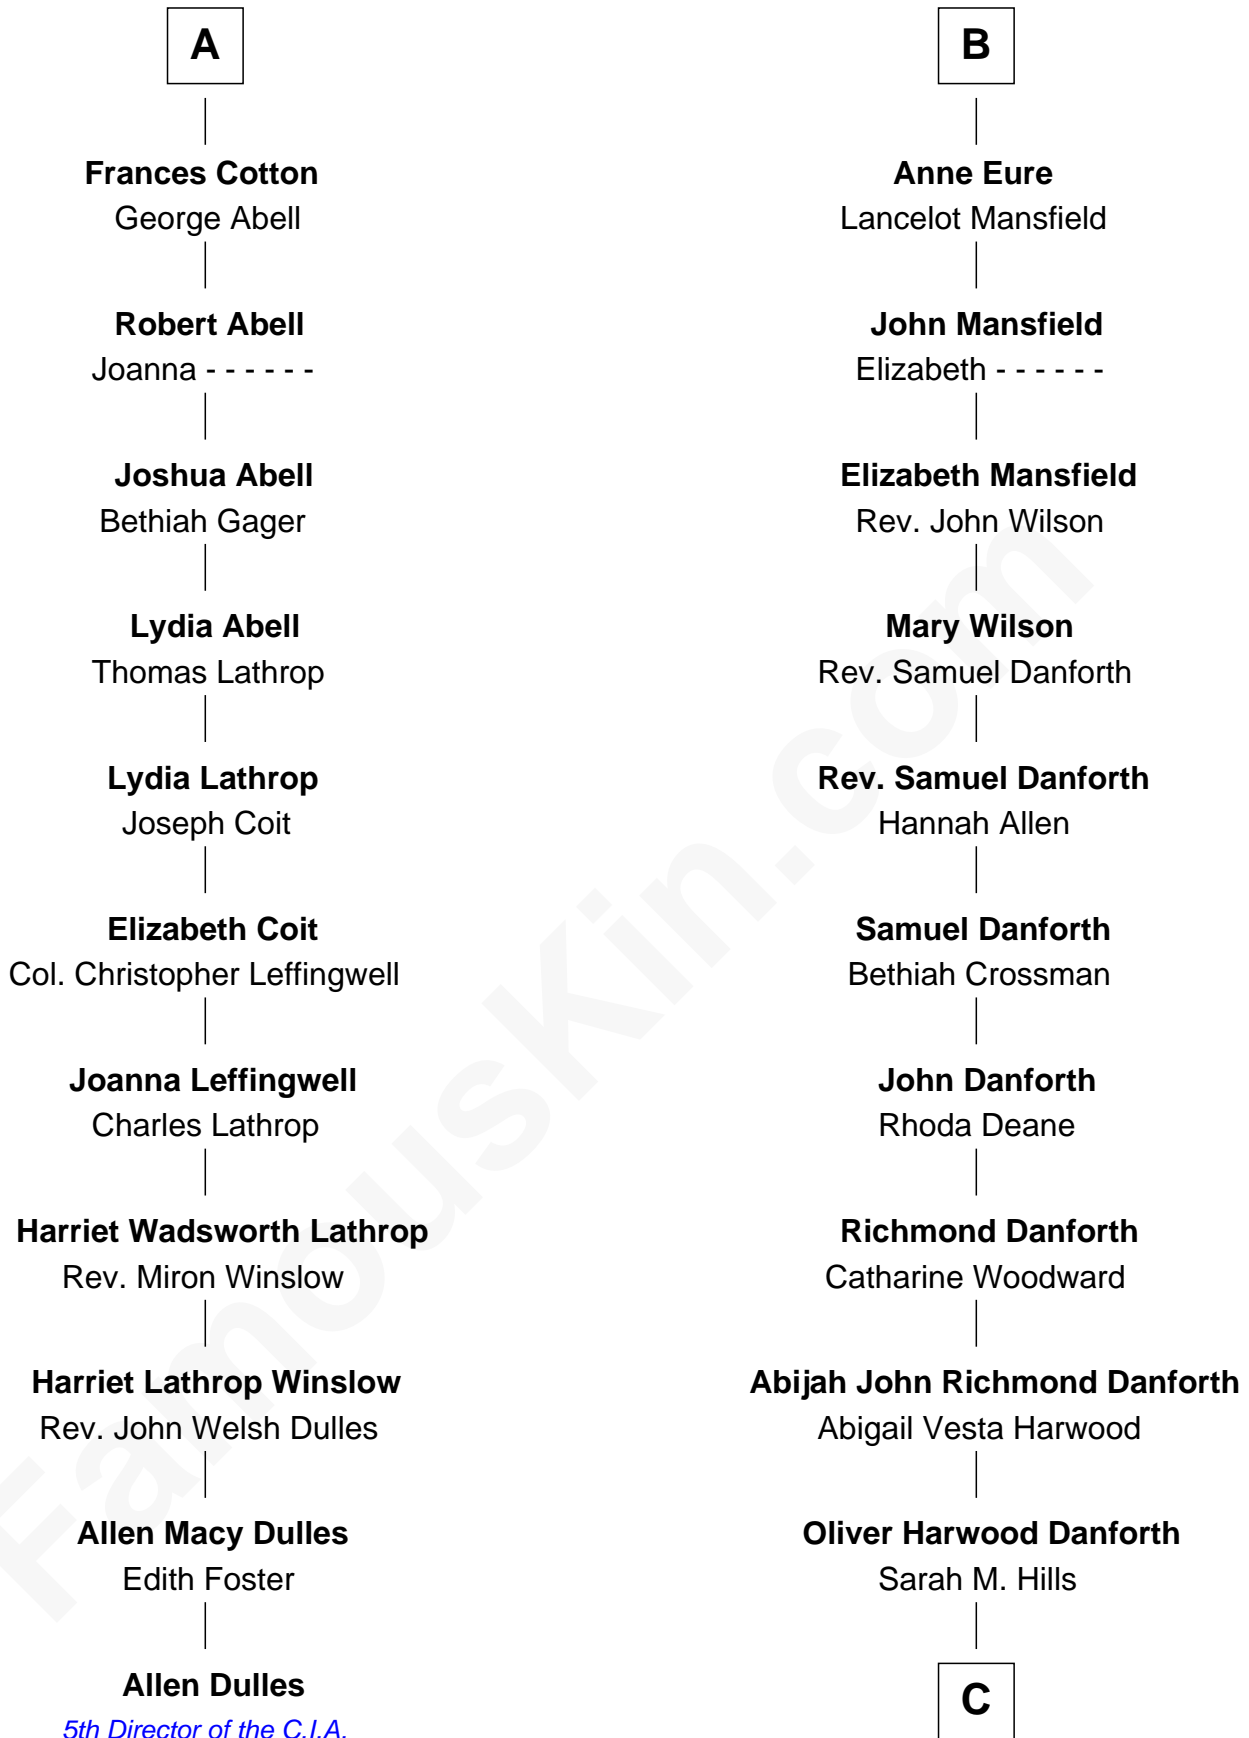 A
Frances Cotton
George Abell
Robert Abell
Joanna - - - - - -
Joshua Abell
Bethiah Gager
Lydia Abell
Thomas Lathrop
Lydia Lathrop
Joseph Coit
Elizabeth Coit
Col. Christopher Leffingwell
Joanna Leffingwell
Charles Lathrop
Harriet Wadsworth Lathrop
Rev. Miron Winslow
Harriet Lathrop Winslow
Rev. John Welsh Dulles
Allen Macy Dulles
Edith Foster
Allen Dulles
5th Director of the C.I.A.
B
Anne Eure
Lancelot Mansfield
John Mansfield
Elizabeth - - - - - -
Elizabeth Mansfield
Rev. John Wilson
Mary Wilson
Rev. Samuel Danforth
Rev. Samuel Danforth
Hannah Allen
Samuel Danforth
Bethiah Crossman
John Danforth
Rhoda Deane
Richmond Danforth
Catharine Woodward
Abijah John Richmond Danforth
Abigail Vesta Harwood
Oliver Harwood Danforth
Sarah M. Hills
C
FamousKin.com